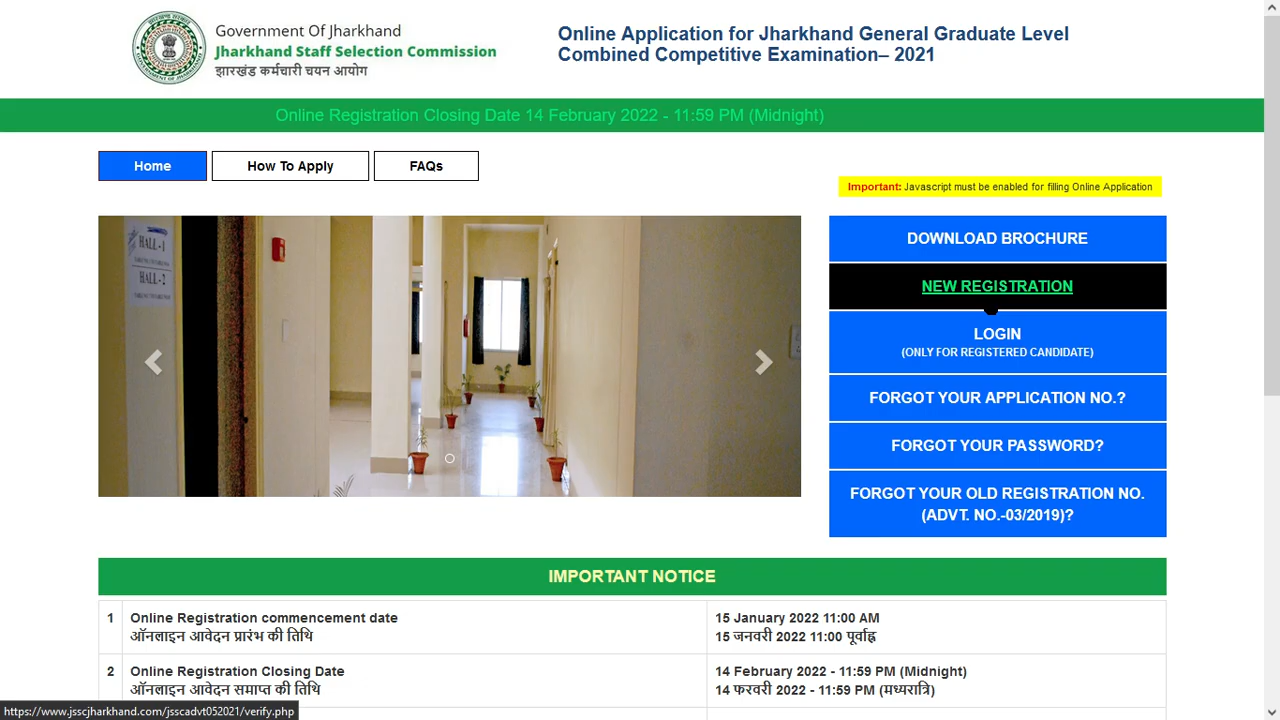 Government Of Jharkhand
Jharkhand Staff Selection Commission
झारखंड कर्मचारी चयन आयोग
Online Application for Jharkhand General Graduate Level
Combined Competitive Examination– 2021
Online Registration Closing Date 14 February 2022 - 11:59 PM (Midnight)
Home
How To Apply
FAQs
Important: Javascript must be enabled for filling Online Application
HALL-1
HALL-2
DOWNLOAD BROCHURE
NEW REGISTRATION
LOGIN
(ONLY FOR REGISTERED CANDIDATE)
FORGOT YOUR APPLICATION NO.?
FORGOT YOUR PASSWORD?
FORGOT YOUR OLD REGISTRATION NO.
(ADVT. NO.-03/2019)?
IMPORTANT NOTICE
1 Online Registration commencement date 15 January 2022 11:00 AM
ऑनलाइन आवेदन प्रारंभ की तिथि 15 जनवरी 2022 11:00 पूर्वाह्न
2 Online Registration Closing Date 14 February 2022 - 11:59 PM (Midnight)
ऑनलाइन आवेदन समाप्त की तिथि 14 फरवरी 2022 - 11:59 PM (मध्यरात्रि)
https://www.jsscjharkhand.com/jsscadvt052021/verify.php